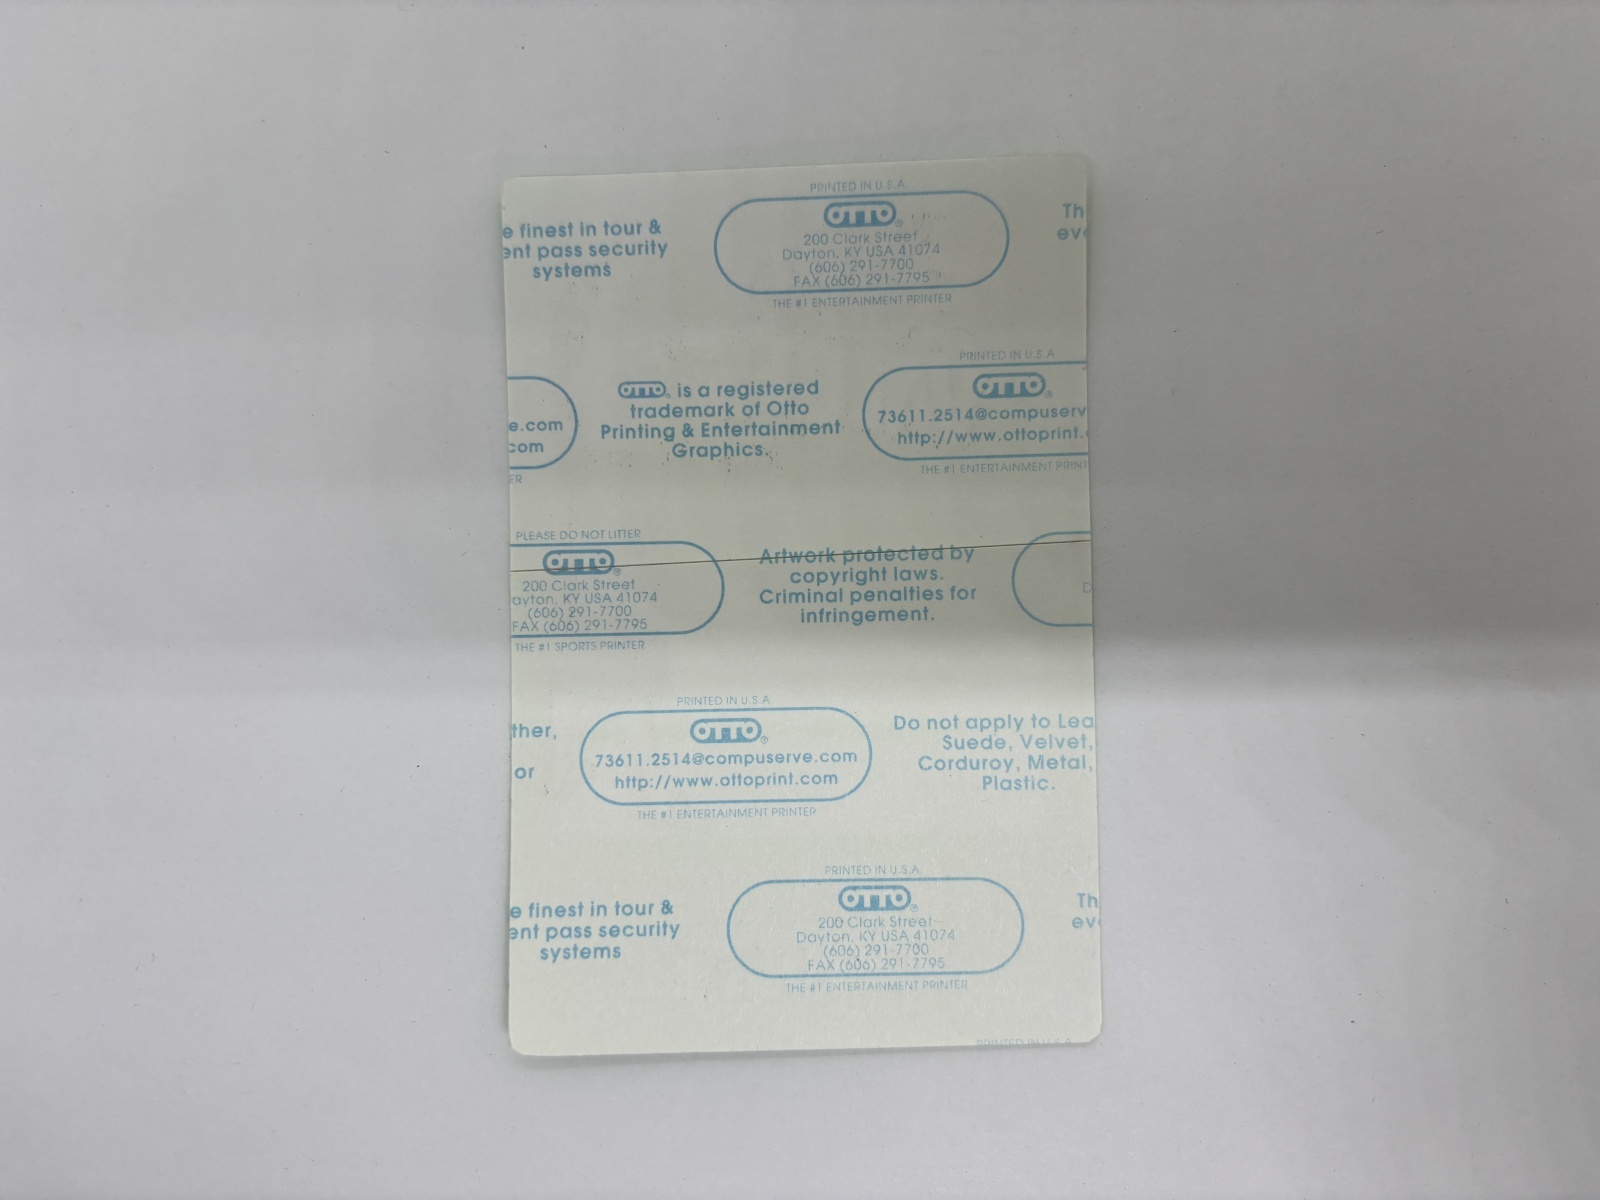 PRINTED IN U.S.A.
OTTO®
200 Clark Street
Dayton, KY USA 41074
(606) 291-7700
FAX (606) 291-7795
THE #1 ENTERTAINMENT PRINTER
e finest in tour &
ent pass security
systems
Th
eve
e.com
com
ER
OTTO® is a registered
trademark of Otto
Printing & Entertainment
Graphics.
PRINTED IN U.S.A.
OTTO®
73611.2514@compuserv
http://www.ottoprint.
THE #1 ENTERTAINMENT PRINT
PLEASE DO NOT LITTER
OTTO®
200 Clark Street
ayton, KY USA 41074
(606) 291-7700
FAX (606) 291-7795
THE #1 SPORTS PRINTER
Artwork protected by
copyright laws.
Criminal penalties for
infringement.
D
ther,
or
PRINTED IN U.S.A.
OTTO®
73611.2514@compuserve.com
http://www.ottoprint.com
THE #1 ENTERTAINMENT PRINTER
Do not apply to Lea
Suede, Velvet,
Corduroy, Metal,
Plastic.
e finest in tour &
ent pass security
systems
PRINTED IN U.S.A.
OTTO®
200 Clark Street
Dayton, KY USA 41074
(606) 291-7700
FAX (606) 291-7795
THE #1 ENTERTAINMENT PRINTER
Th
eve
PRINTED IN U.S.A.